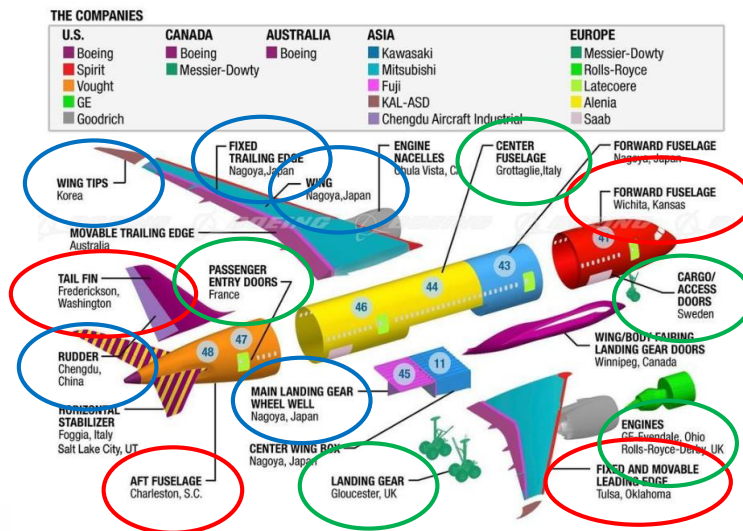 THE COMPANIES
U.S.
Boeing
Spirit
Vought
GE
Goodrich
CANADA
Boeing
Messier-Dowty
AUSTRALIA
Boeing
ASIA
Kawasaki
Mitsubishi
Fuji
KAL-ASD
Chengdu Aircraft Industrial
EUROPE
Messier-Dowty
Rolls-Royce
Latecoere
Alenia
Saab
WING TIPS
Korea
FIXED
TRAILING EDGE
Nagoya,Japan
WING
Nagoya,Japan
ENGINE
NACELLES
Chula Vista,
CENTER
FUSELAGE
Grottaglie,Italy
FORWARD FUSELAGE
Nagoya, Japan
FORWARD FUSELAGE
Wichita, Kansas
MOVABLE TRAILING EDGE
Australia
TAIL FIN
Frederickson,
Washington
PASSENGER
ENTRY DOORS
France
41
43
44
46
47
48
CARGO/
ACCESS
DOORS
Sweden
RUDDER
Chengdu,
China
WING/BODY FAIRING
LANDING GEAR DOORS
Winnipeg, Canada
11
45
MAIN LANDING GEAR
WHEEL WELL
Nagoya, Japan
HORIZONTAL
STABILIZER
Foggia, Italy
Salt Lake City, UT
CENTER WING BOX
Nagoya, Japan
AFT FUSELAGE
Charleston, S.C.
LANDING GEAR
Gloucester, UK
ENGINES
GE-Evendale, Ohio
Rolls-Royce-Derby, UK
FIXED AND MOVABLE
LEADING EDGE
Tulsa, Oklahoma